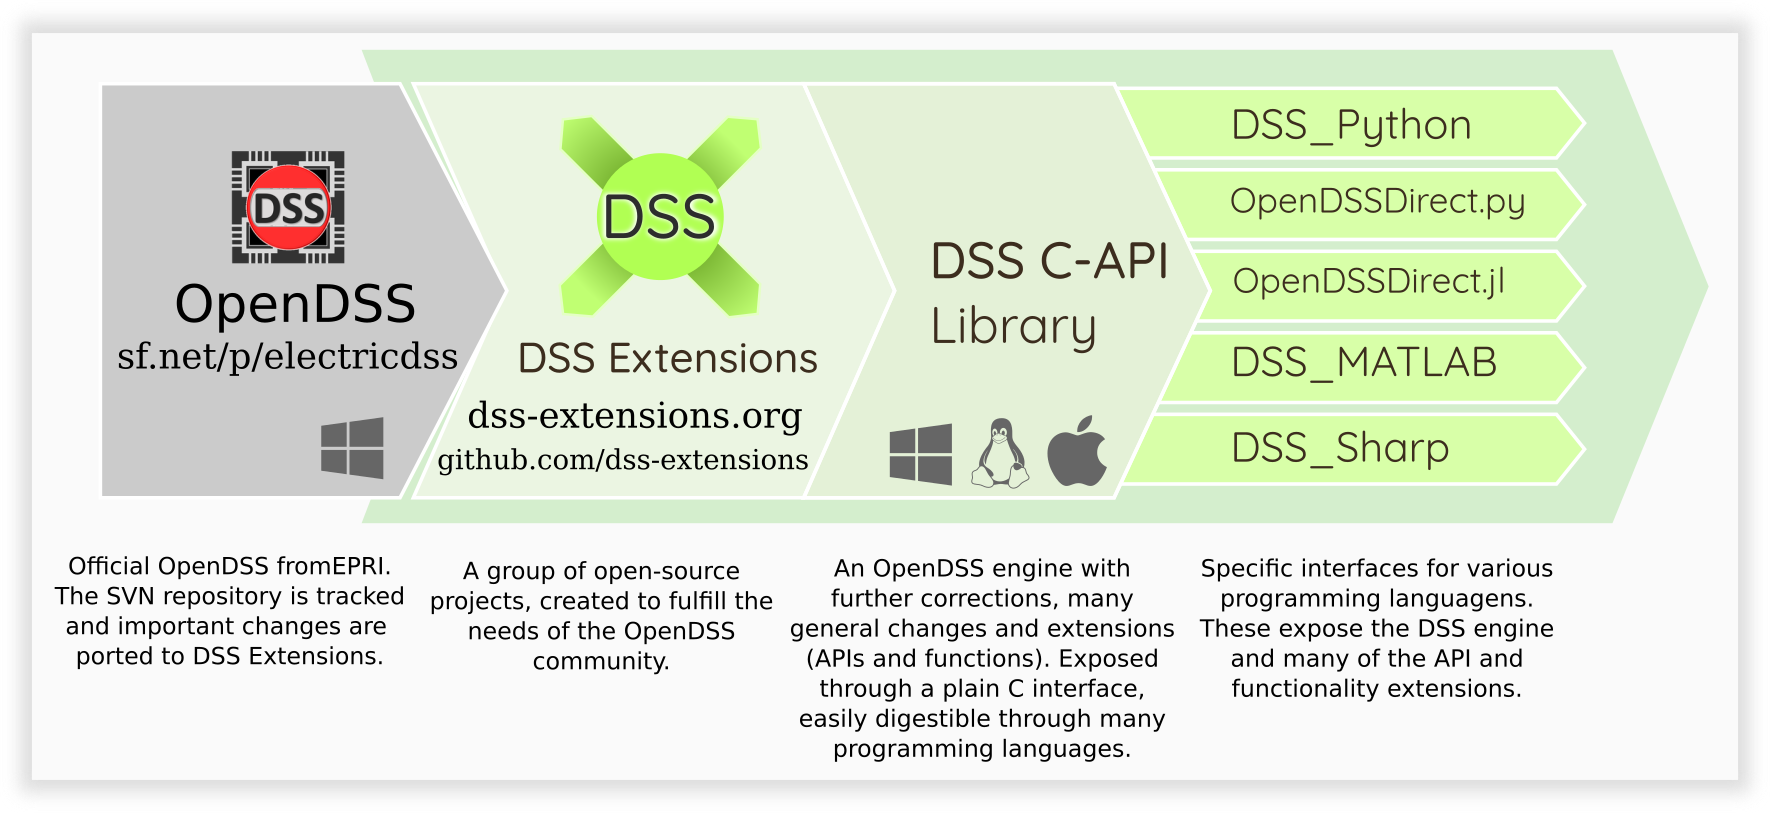 DSS
OpenDSS
sf.net/p/electricdss
DSS
DSS Extensions
dss-extensions.org
github.com/dss-extensions
DSS C-API
Library
DSS_Python
OpenDSSDirect.py
OpenDSSDirect.jl
DSS_MATLAB
DSS_Sharp
Official OpenDSS fromEPRI.
The SVN repository is tracked
and important changes are
ported to DSS Extensions.
A group of open-source
projects, created to fulfill the
needs of the OpenDSS
community.
An OpenDSS engine with
further corrections, many
general changes and extensions
(APIs and functions). Exposed
through a plain C interface,
easily digestible through many
programming languages.
Specific interfaces for various
programming languagens.
These expose the DSS engine
and many of the API and
functionality extensions.